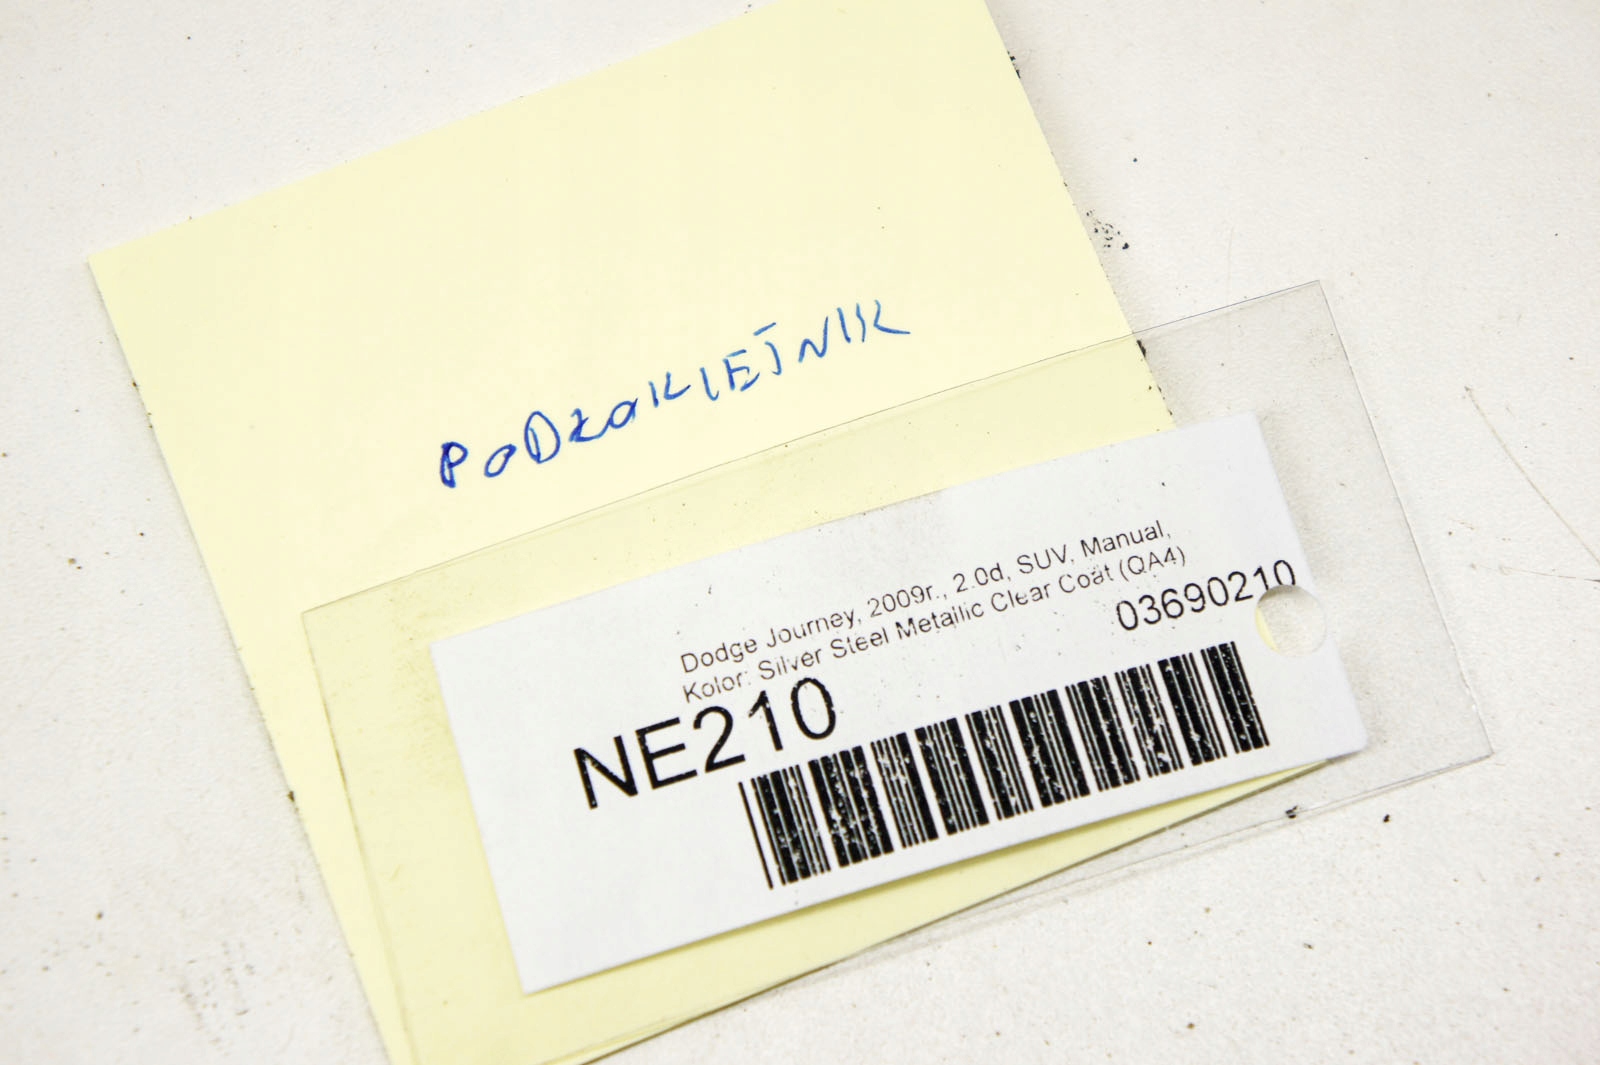 PODŁOKIETNIK
Dodge Journey, 2009r., 2.0d, SUV, Manual,
Kolor: Silver Steel Metallic Clear Coat (QA4)
03690210
NE210